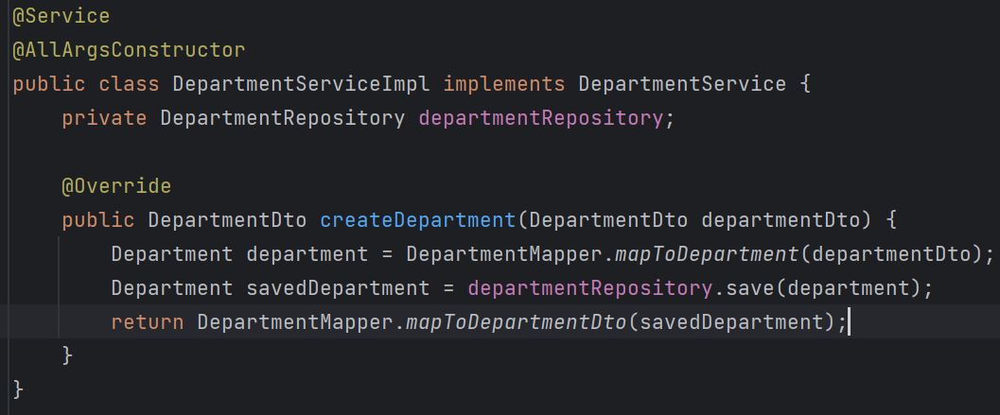 @Service
@AllArgsConstructor
public class DepartmentServiceImpl implements DepartmentService {
    private DepartmentRepository departmentRepository;

    @Override
    public DepartmentDto createDepartment(DepartmentDto departmentDto) {
        Department department = DepartmentMapper.mapToDepartment(departmentDto);
        Department savedDepartment = departmentRepository.save(department);
        return DepartmentMapper.mapToDepartmentDto(savedDepartment);
    }
}